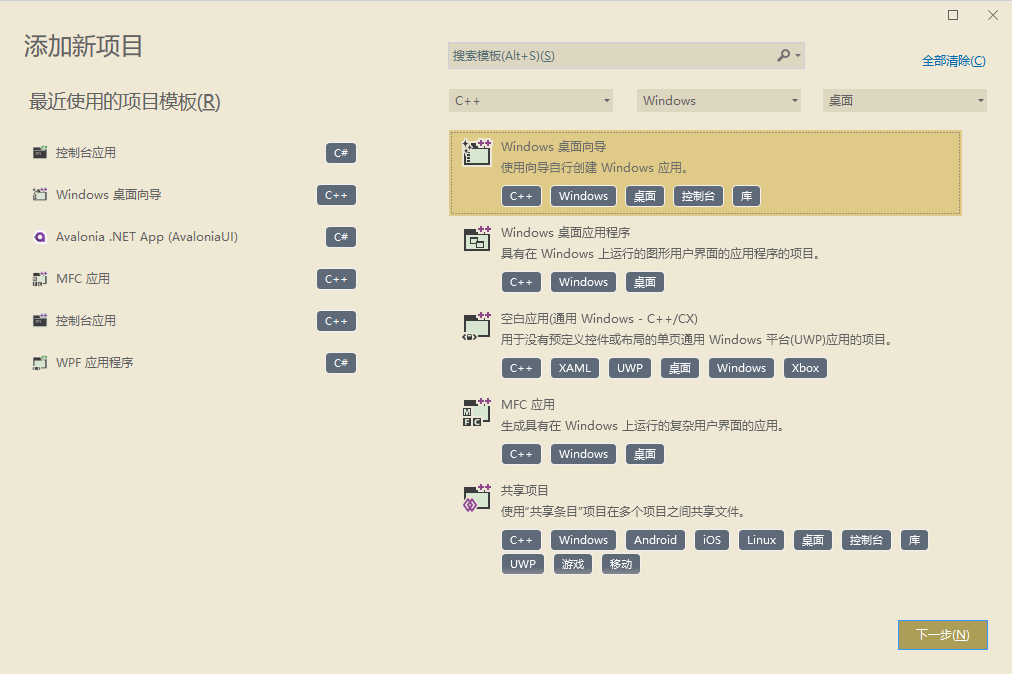 添加新项目
搜索模板(Alt+S)(S)
全部清除(C)
最近使用的项目模板(R)
C++ Windows 桌面
控制台应用 C#
Windows 桌面向导 C++
Avalonia .NET App (AvaloniaUI) C#
MFC 应用 C++
控制台应用 C++
WPF 应用程序 C#
Windows 桌面向导
使用向导自行创建 Windows 应用。
C++ Windows 桌面 控制台 库
Windows 桌面应用程序
具有在 Windows 上运行的图形用户界面的应用程序的项目。
C++ Windows 桌面
空白应用(通用 Windows - C++/CX)
用于没有预定义控件或布局的单页通用 Windows 平台(UWP)应用的项目。
C++ XAML UWP 桌面 Windows Xbox
MFC 应用
生成具有在 Windows 上运行的复杂用户界面的应用。
C++ Windows 桌面
共享项目
使用“共享条目”项目在多个项目之间共享文件。
C++ Windows Android iOS Linux 桌面 控制台 库
UWP 游戏 移动
下一步(N)